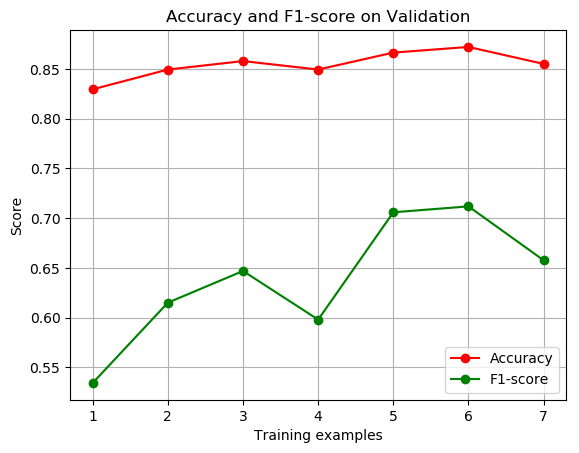 Accuracy and F1-score on Validation
Score
0.85
0.80
0.75
0.70
0.65
0.60
0.55
Accuracy
F1-score
1 2 3 4 5 6 7
Training examples